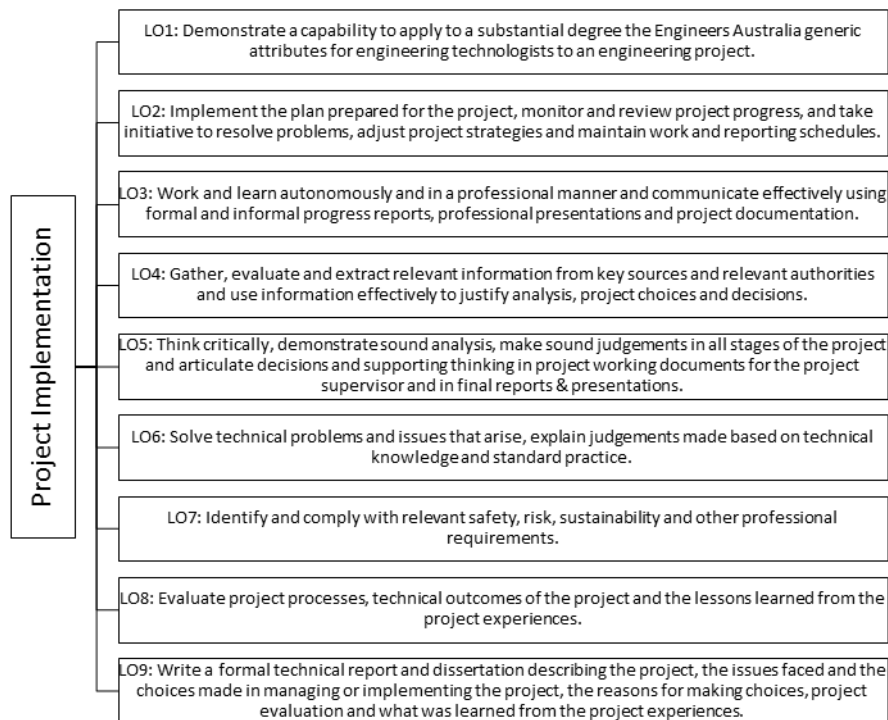 Project Implementation
LO1: Demonstrate a capability to apply to a substantial degree the Engineers Australia generic
attributes for engineering technologists to an engineering project.
LO2: Implement the plan prepared for the project, monitor and review project progress, and take
initiative to resolve problems, adjust project strategies and maintain work and reporting schedules.
LO3: Work and learn autonomously and in a professional manner and communicate effectively using
formal and informal progress reports, professional presentations and project documentation.
LO4: Gather, evaluate and extract relevant information from key sources and relevant authorities
and use information effectively to justify analysis, project choices and decisions.
LO5: Think critically, demonstrate sound analysis, make sound judgements in all stages of the project
and articulate decisions and supporting thinking in project working documents for the project
supervisor and in final reports & presentations.
LO6: Solve technical problems and issues that arise, explain judgements made based on technical
knowledge and standard practice.
LO7: Identify and comply with relevant safety, risk, sustainability and other professional
requirements.
LO8: Evaluate project processes, technical outcomes of the project and the lessons learned from the
project experiences.
LO9: Write a formal technical report and dissertation describing the project, the issues faced and the
choices made in managing or implementing the project, the reasons for making choices, project
evaluation and what was learned from the project experiences.